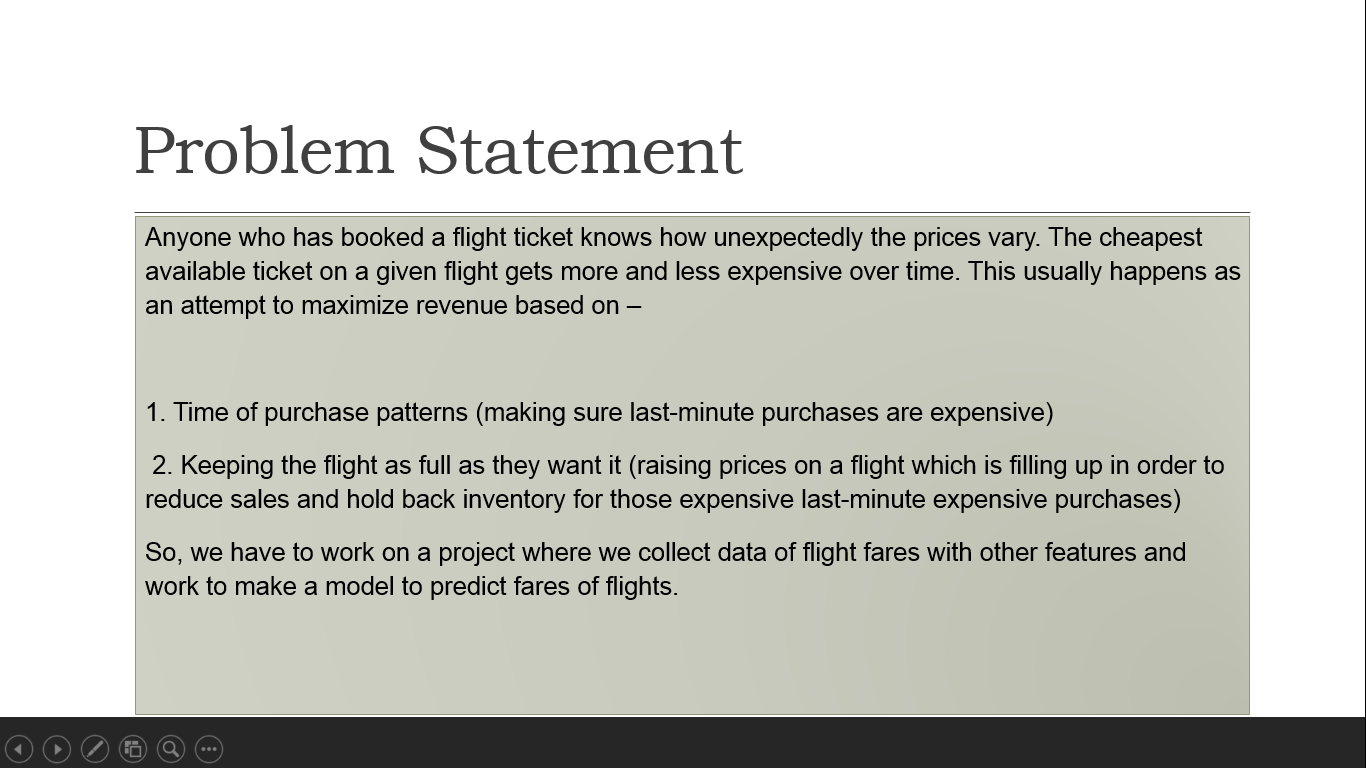 Problem Statement
Anyone who has booked a flight ticket knows how unexpectedly the prices vary. The cheapest
available ticket on a given flight gets more and less expensive over time. This usually happens as
an attempt to maximize revenue based on –
1. Time of purchase patterns (making sure last-minute purchases are expensive)
2. Keeping the flight as full as they want it (raising prices on a flight which is filling up in order to
reduce sales and hold back inventory for those expensive last-minute expensive purchases)
So, we have to work on a project where we collect data of flight fares with other features and
work to make a model to predict fares of flights.